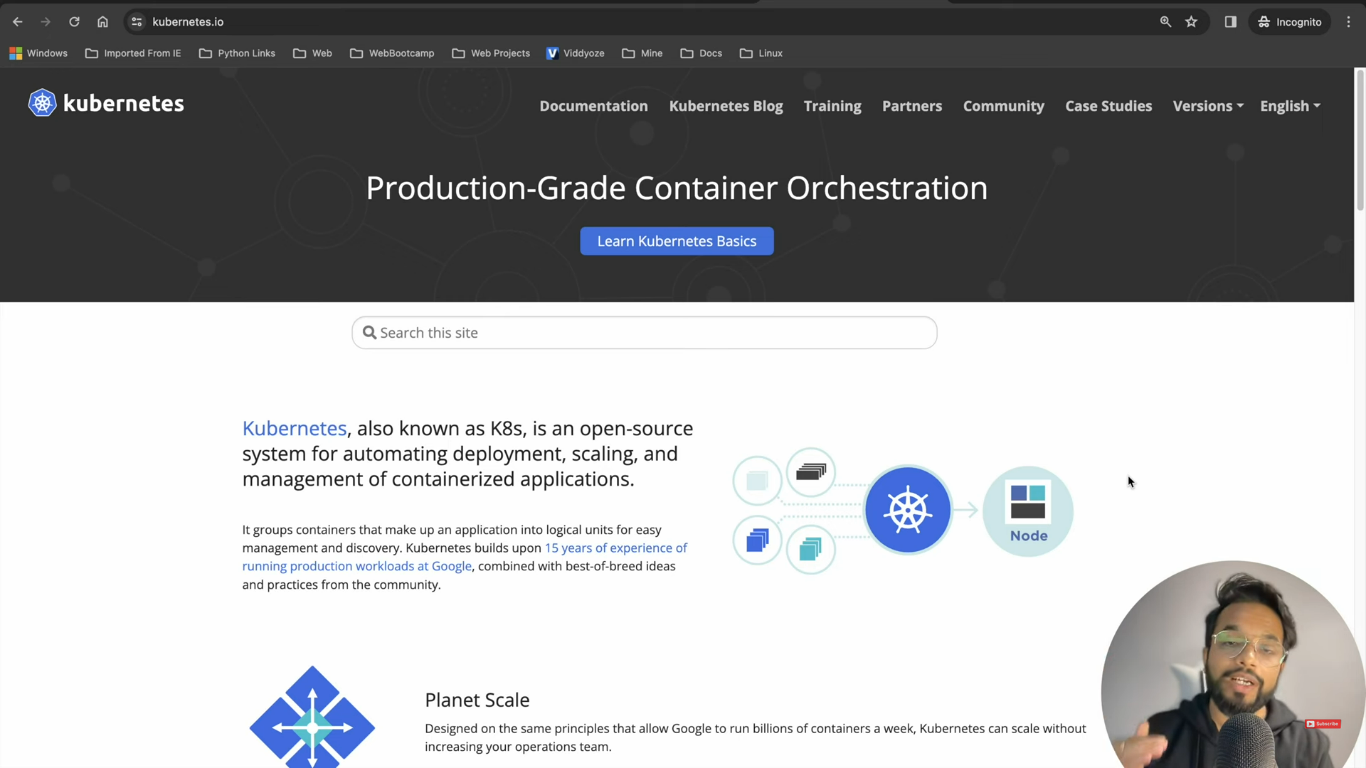 kubernetes.io
Incognito
Windows
Imported From IE
Python Links
Web
WebBootcamp
Web Projects
Viddyoze
Mine
Docs
Linux
kubernetes
Documentation
Kubernetes Blog
Training
Partners
Community
Case Studies
Versions
English
Production-Grade Container Orchestration
Learn Kubernetes Basics
Search this site
Kubernetes, also known as K8s, is an open-source
system for automating deployment, scaling, and
management of containerized applications.
It groups containers that make up an application into logical units for easy
management and discovery. Kubernetes builds upon 15 years of experience of
running production workloads at Google, combined with best-of-breed ideas
and practices from the community.
Node
Planet Scale
Designed on the same principles that allow Google to run billions of containers a week, Kubernetes can scale without
increasing your operations team.
Subscribe